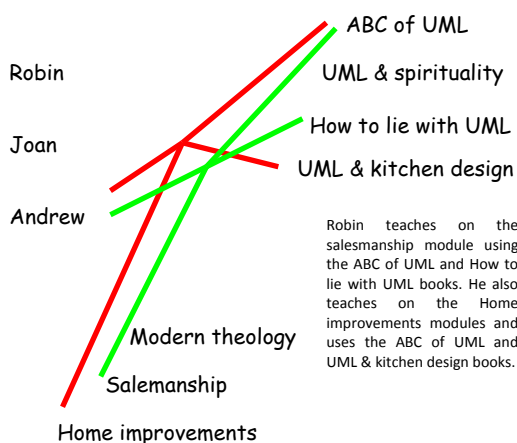 ABC of UML
Robin
UML & spirituality
How to lie with UML
Joan
UML & kitchen design
Andrew
Robin teaches on the
salesmanship module using
the ABC of UML and How to
lie with UML books. He also
teaches on the Home
improvements modules and
uses the ABC of UML and
UML & kitchen design books.
Modern theology
Salemanship
Home improvements